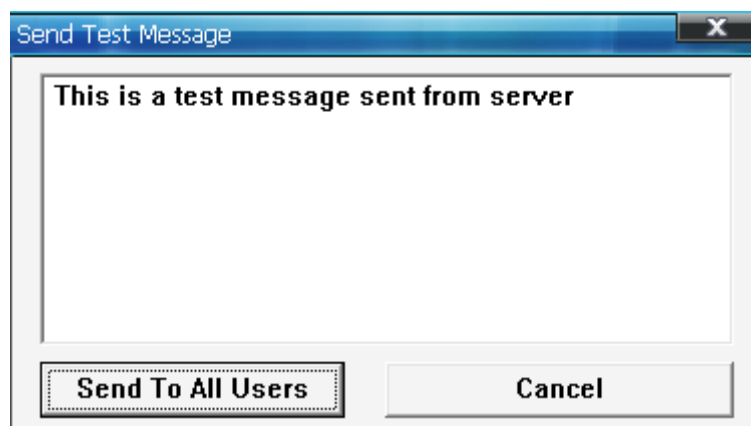 Send Test Message
X
This is a test message sent from server
Send To All Users
Cancel